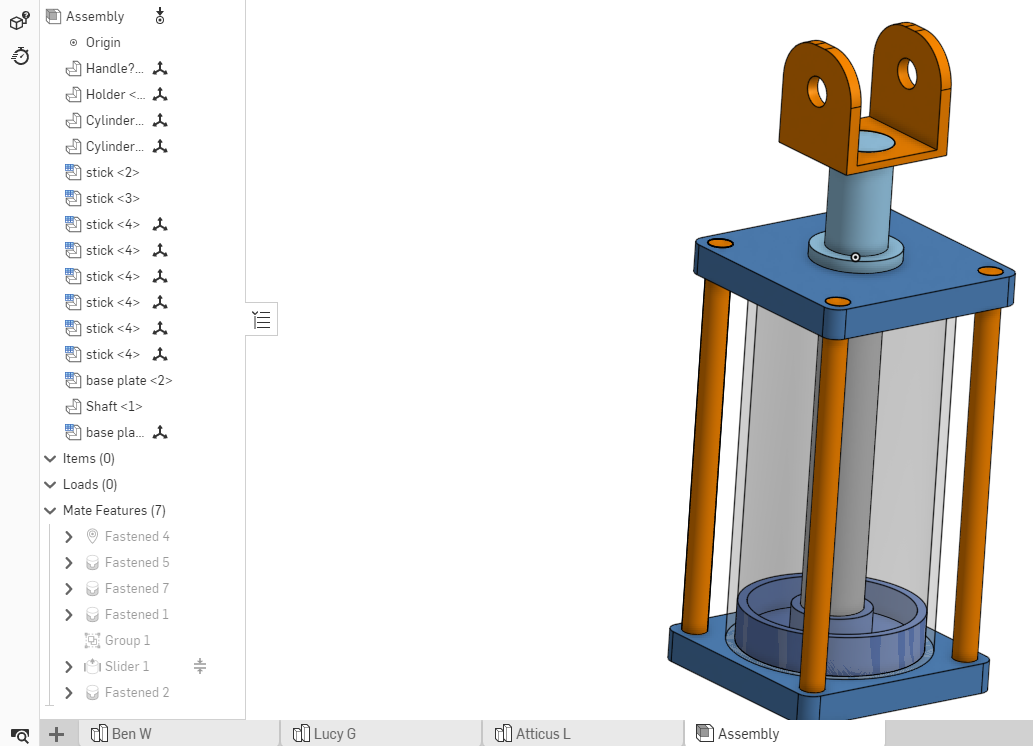 Assembly
Origin
Handle?...
Holder <...
Cylinder...
Cylinder...
stick <2>
stick <3>
stick <4>
stick <4>
stick <4>
stick <4>
stick <4>
stick <4>
base plate <2>
Shaft <1>
base pla...
Items (0)
Loads (0)
Mate Features (7)
Fastened 4
Fastened 5
Fastened 7
Fastened 1
Group 1
Slider 1
Fastened 2
Ben W
Lucy G
Atticus L
Assembly